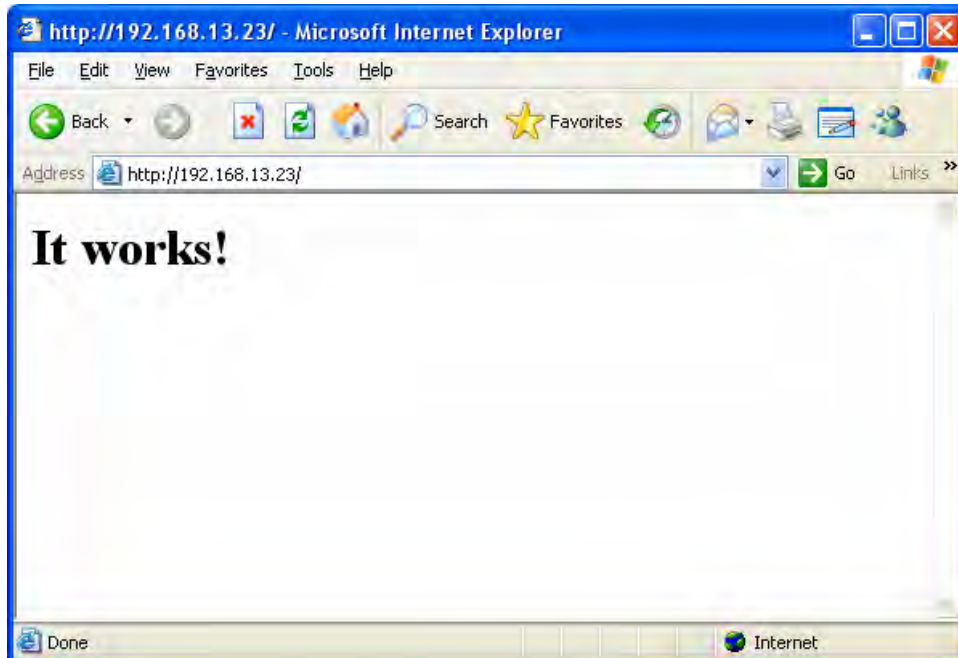 http://192.168.13.23/ - Microsoft Internet Explorer
File Edit View Favorites Tools Help
Back Search Favorites
Address http://192.168.13.23/ Go Links »
It works!
Done Internet